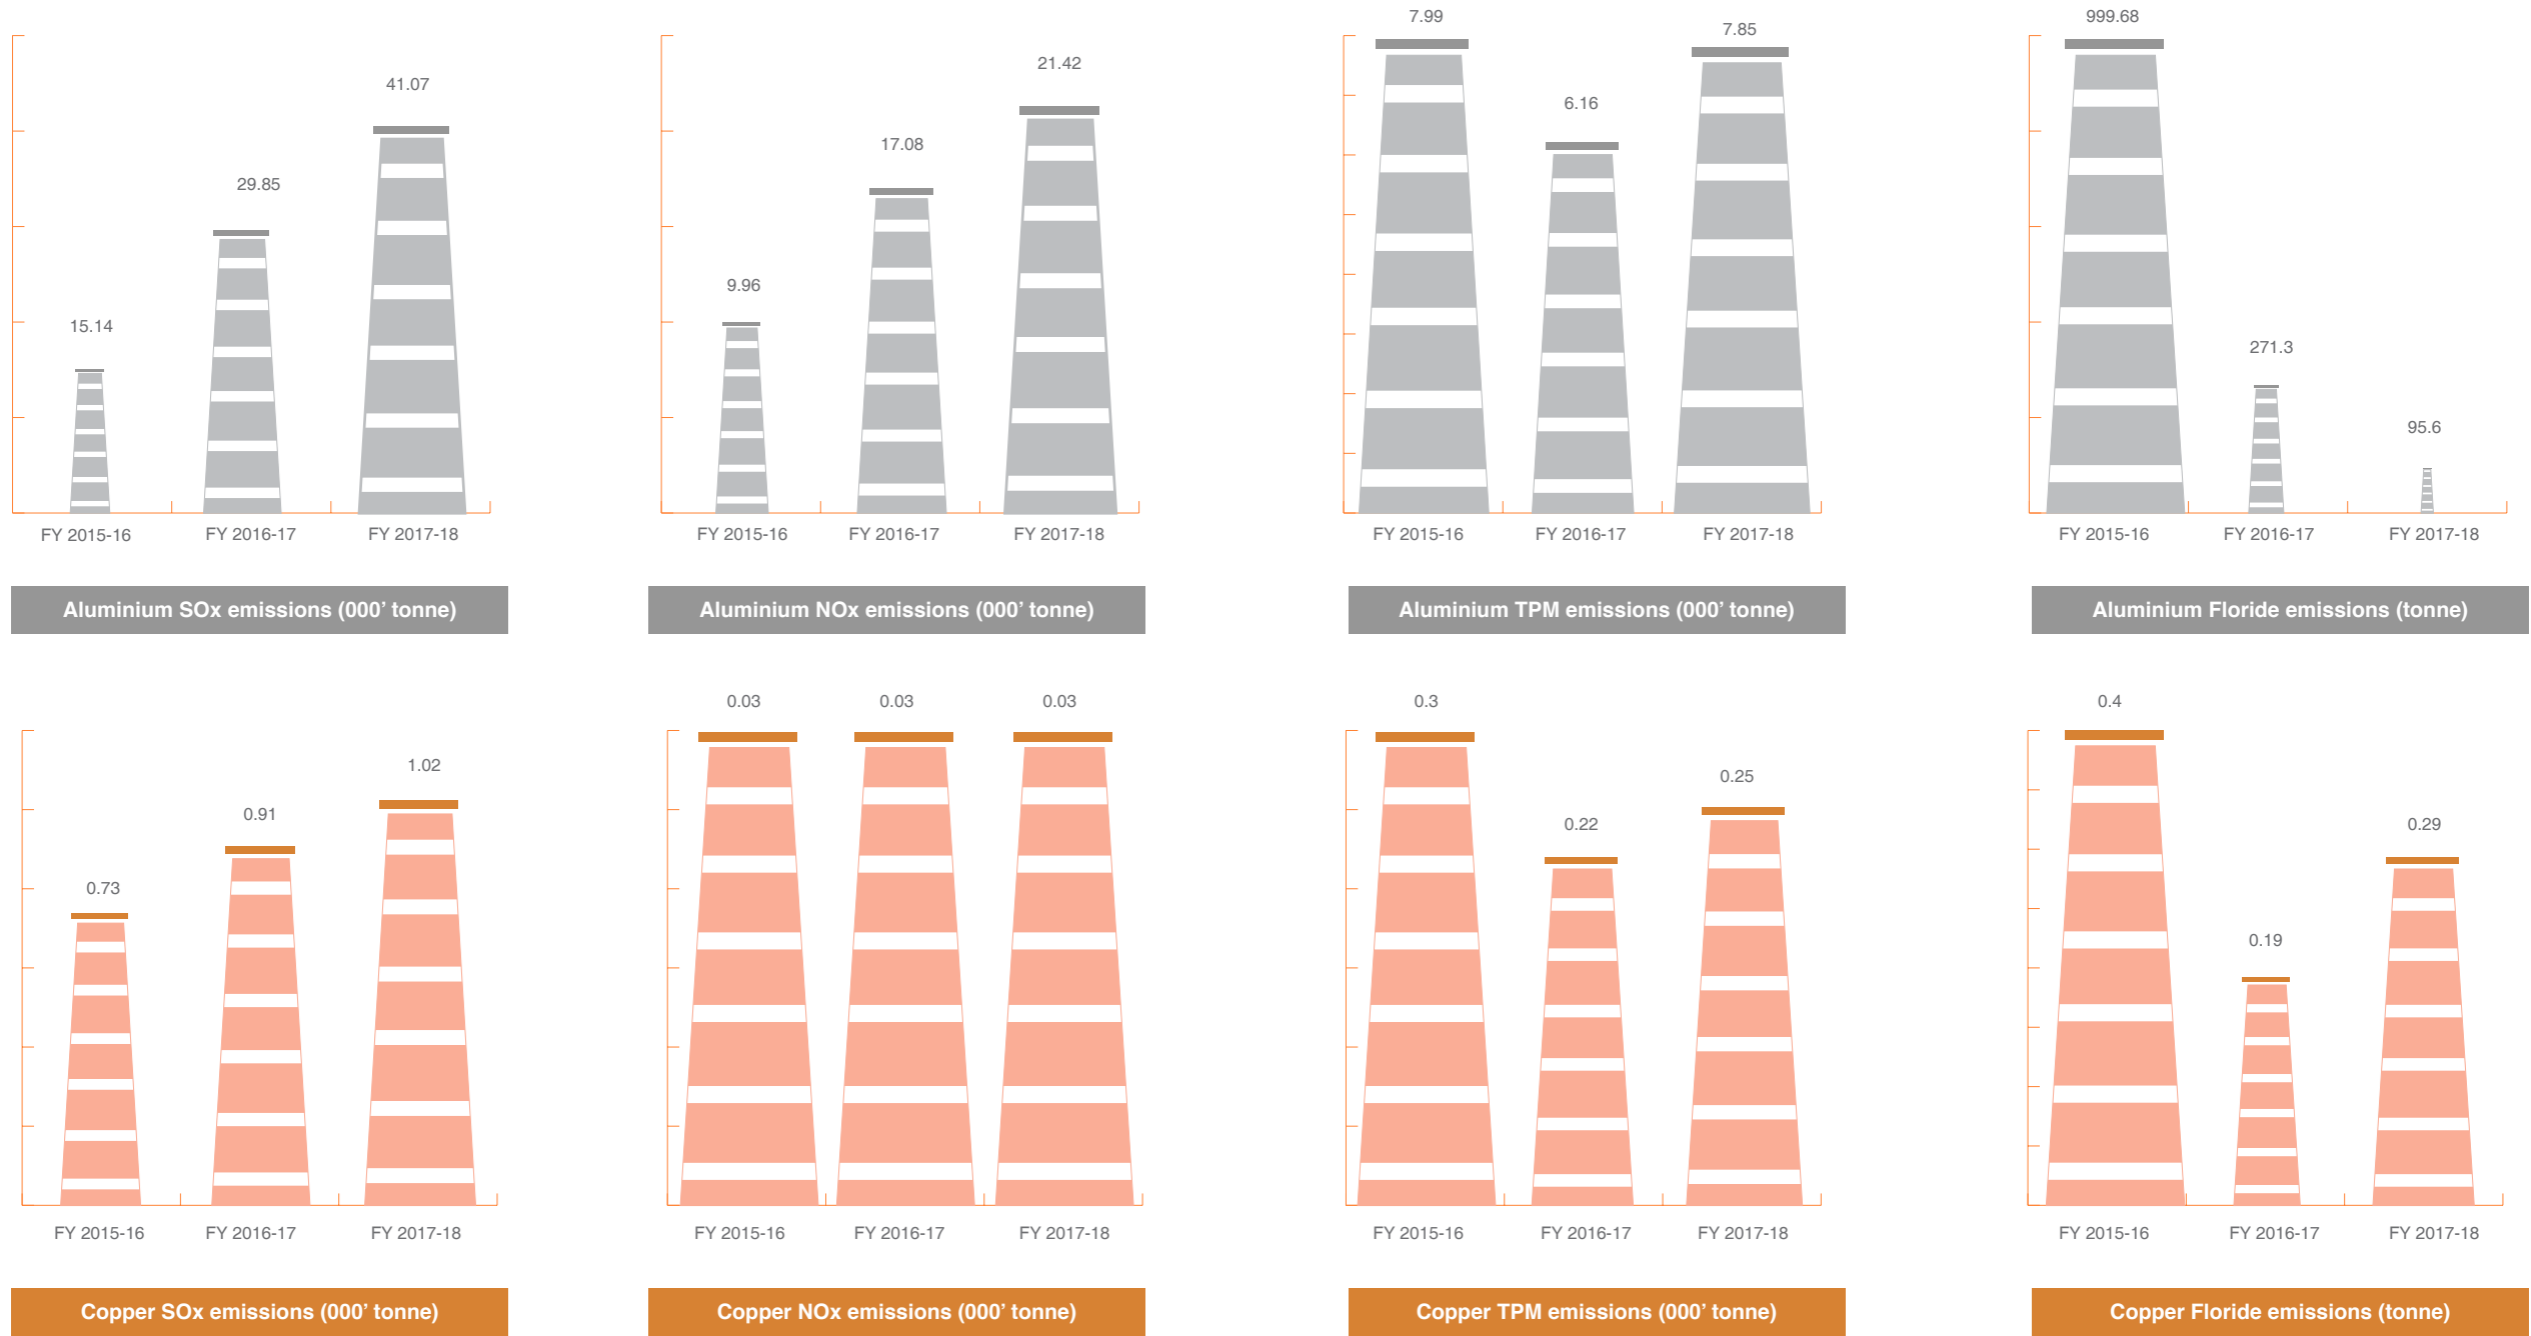 15.14
29.85
41.07
FY 2015-16
FY 2016-17
FY 2017-18
Aluminium SOx emissions (000’ tonne)
9.96
17.08
21.42
FY 2015-16
FY 2016-17
FY 2017-18
Aluminium NOx emissions (000’ tonne)
7.99
6.16
7.85
FY 2015-16
FY 2016-17
FY 2017-18
Aluminium TPM emissions (000’ tonne)
999.68
271.3
95.6
FY 2015-16
FY 2016-17
FY 2017-18
Aluminium Floride emissions (tonne)
0.73
0.91
1.02
FY 2015-16
FY 2016-17
FY 2017-18
Copper SOx emissions (000’ tonne)
0.03
0.03
0.03
FY 2015-16
FY 2016-17
FY 2017-18
Copper NOx emissions (000’ tonne)
0.3
0.22
0.25
FY 2015-16
FY 2016-17
FY 2017-18
Copper TPM emissions (000’ tonne)
0.4
0.19
0.29
FY 2015-16
FY 2016-17
FY 2017-18
Copper Floride emissions (tonne)